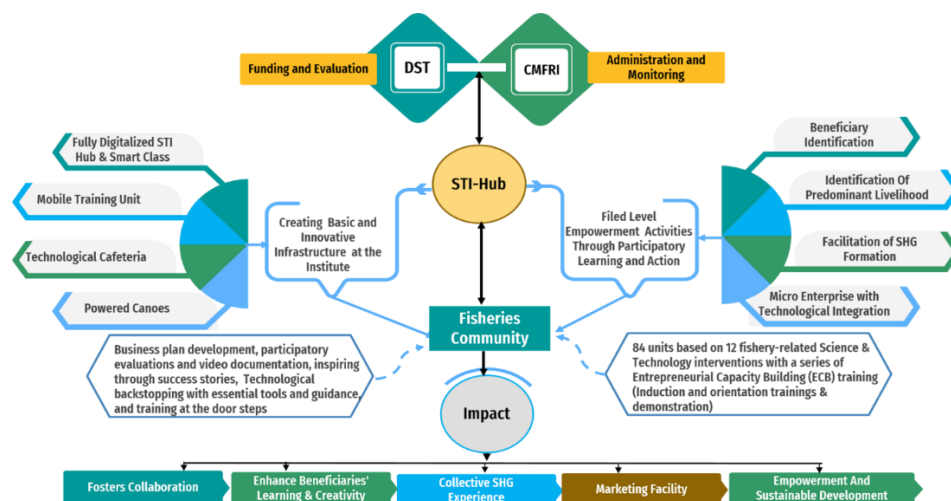 Funding and Evaluation
DST
CMFRI
Administration and
Monitoring
Fully Digitalized STI
Hub & Smart Class
Mobile Training Unit
Technological Cafeteria
Powered Canoes
Creating Basic and
Innovative
Infrastructure at the
Institute
STI-Hub
Filed Level
Empowerment Activities
Through Participatory
Learning and Action
Beneficiary
Identification
Identification Of
Predominant Livelihood
Facilitation of SHG
Formation
Micro Enterprise with
Technological Integration
Fisheries
Community
Business plan development, participatory
evaluations and video documentation, inspiring
through success stories, Technological
backstopping with essential tools and guidance,
and training at the door steps
84 units based on 12 fishery-related Science &
Technology interventions with a series of
Entrepreneurial Capacity Building (ECB) training
(Induction and orientation trainings &
demonstration)
Impact
Fosters Collaboration
Enhance Beneficiaries'
Learning & Creativity
Collective SHG
Experience
Marketing Facility
Empowerment And
Sustainable Development